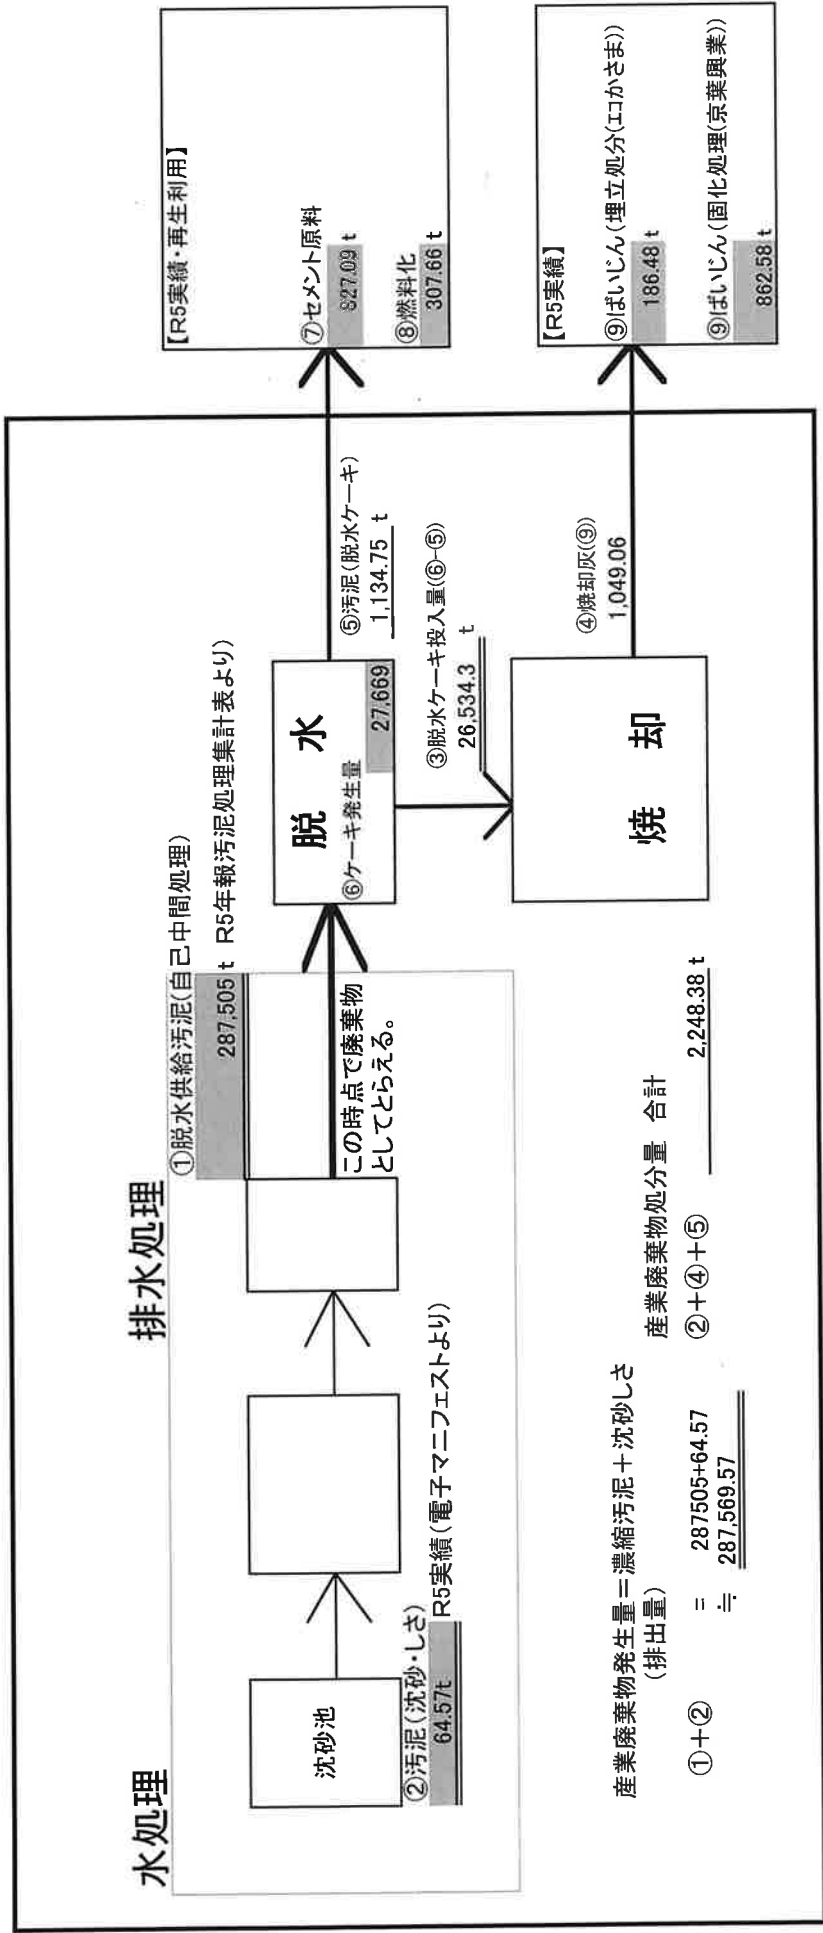 水処理
排水処理
①脱水供給汚泥(自己中間処理)
287,505 t R5年報汚泥処理集計表より)
沈砂池
②汚泥(沈砂・しさ)
64.57t
R5実績(電子マニフェストより)
この時点で廃棄物
としてとらえる。
脱 水
⑥ケーキ発生量
27,669
⑤汚泥(脱水ケーキ)
1,134.75 t
③脱水ケーキ投入量(⑥-⑤)
26,534.3 t
焼 却
④焼却灰(⑨)
1,049.06
【R5実績・再生利用】
⑦セメント原料
827.09 t
⑧燃料化
307.66 t
【R5実績】
⑨ばいじん(埋立処分(エコかさま))
186.48 t
⑨ばいじん(固化処理(京葉興業))
862.58 t
産業廃棄物発生量=濃縮汚泥+沈砂しさ
(排出量)
①+② = 287505+64.57
≒ 287,569.57
産業廃棄物処分量 合計
②+④+⑤ 2,248.38 t